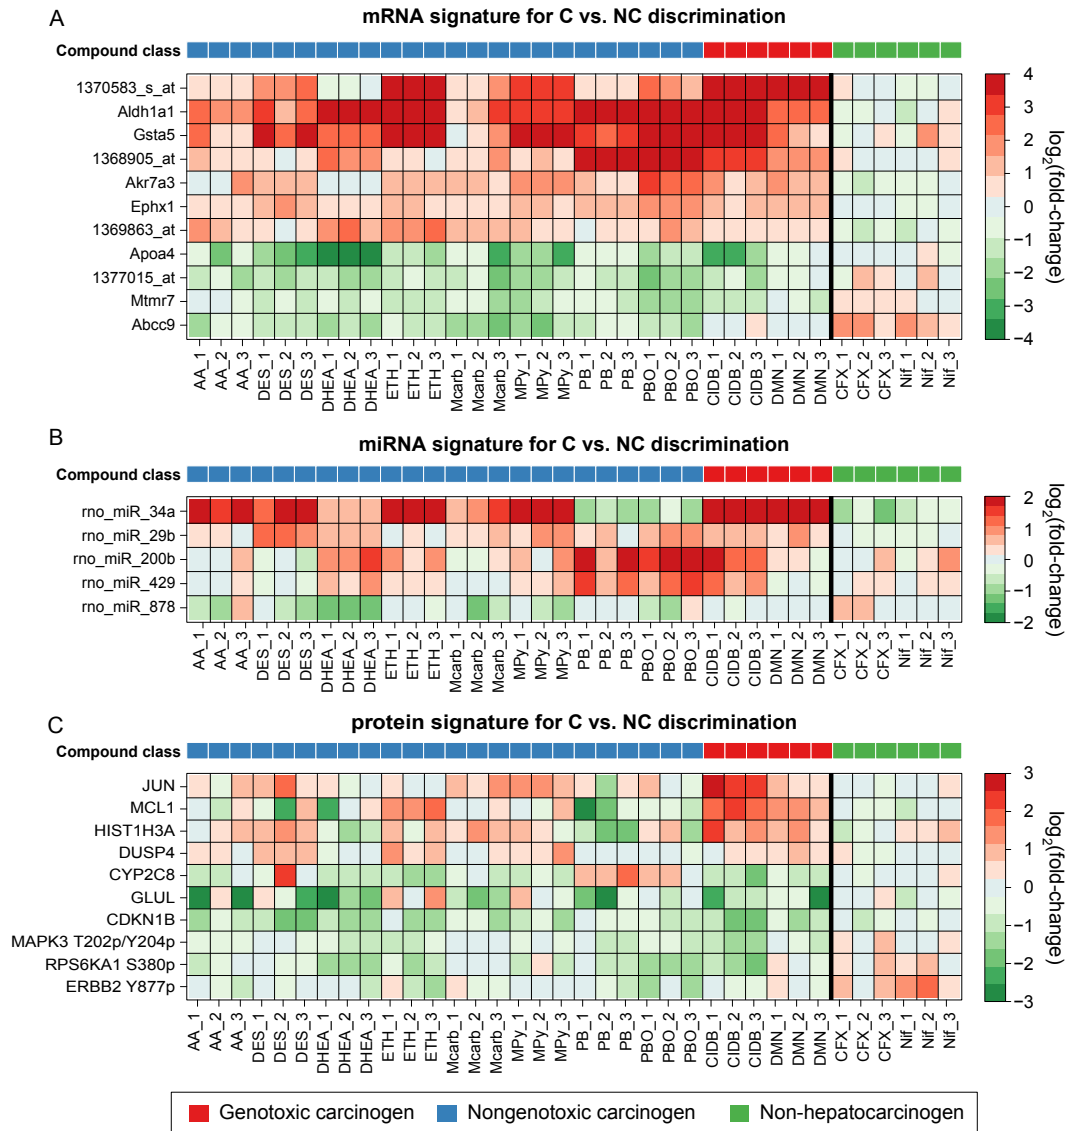 A
mRNA signature for C vs. NC discrimination
Compound class
1370583_s_at
Aldh1a1
Gsta5
1368905_at
Akr7a3
Ephx1
1369863_at
Apoa4
1377015_at
Mtmr7
Abcc9
AA_1 AA_2 AA_3 DES_1 DES_2 DES_3 DHEA_1 DHEA_2 DHEA_3 ETH_1 ETH_2 ETH_3 Mcarb_1 Mcarb_2 Mcarb_3 MPy_1 MPy_2 MPy_3 PB_1 PB_2 PB_3 PBO_1 PBO_2 PBO_3 CIDB_1 CIDB_2 CIDB_3 DMN_1 DMN_2 DMN_3 CFX_1 CFX_2 CFX_3 Nif_1 Nif_2 Nif_3
4
3
2
1
0
−1
−2
−3
−4
log2(fold-change)
B
miRNA signature for C vs. NC discrimination
Compound class
rno_miR_34a
rno_miR_29b
rno_miR_200b
rno_miR_429
rno_miR_878
AA_1 AA_2 AA_3 DES_1 DES_2 DES_3 DHEA_1 DHEA_2 DHEA_3 ETH_1 ETH_2 ETH_3 Mcarb_1 Mcarb_2 Mcarb_3 MPy_1 MPy_2 MPy_3 PB_1 PB_2 PB_3 PBO_1 PBO_2 PBO_3 CIDB_1 CIDB_2 CIDB_3 DMN_1 DMN_2 DMN_3 CFX_1 CFX_2 CFX_3 Nif_1 Nif_2 Nif_3
2
1
0
−1
−2
log2(fold-change)
C
protein signature for C vs. NC discrimination
Compound class
JUN
MCL1
HIST1H3A
DUSP4
CYP2C8
GLUL
CDKN1B
MAPK3 T202p/Y204p
RPS6KA1 S380p
ERBB2 Y877p
AA_1 AA_2 AA_3 DES_1 DES_2 DES_3 DHEA_1 DHEA_2 DHEA_3 ETH_1 ETH_2 ETH_3 Mcarb_1 Mcarb_2 Mcarb_3 MPy_1 MPy_2 MPy_3 PB_1 PB_2 PB_3 PBO_1 PBO_2 PBO_3 CIDB_1 CIDB_2 CIDB_3 DMN_1 DMN_2 DMN_3 CFX_1 CFX_2 CFX_3 Nif_1 Nif_2 Nif_3
3
2
1
0
−1
−2
−3
log2(fold-change)
Genotoxic carcinogen Nongenotoxic carcinogen Non-hepatocarcinogen